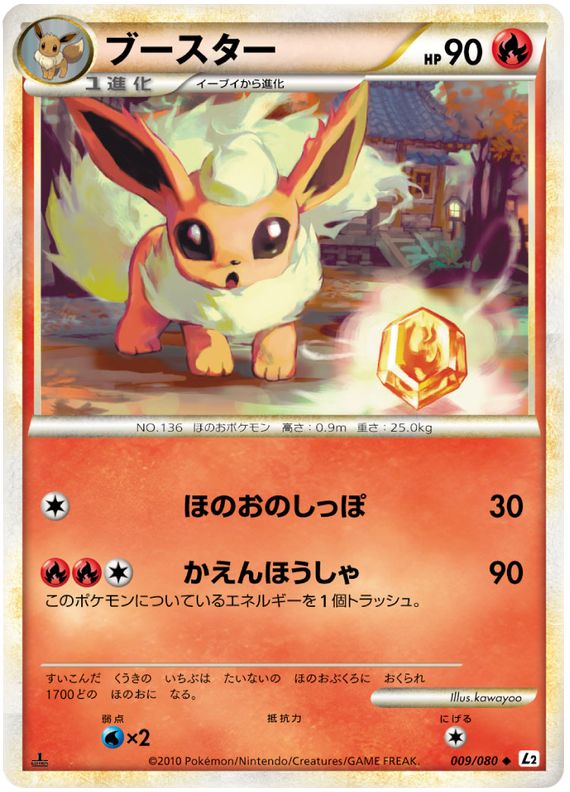 ブースター
HP90
1進化
イーブイから進化
NO.136 ほのおポケモン 高さ:0.9m 重さ:25.0kg
ほのおのしっぽ 30
かえんほうしゃ 90
このポケモンについているエネルギーを1個トラッシュ。
すいこんだ くうきの いちぶは たいないの ほのおぶくろに おくられ
1700どの ほのおに なる。
Illus.kawayoo
弱点 抵抗力 にげる
×2
©2010 Pokémon/Nintendo/Creatures/GAME FREAK.
009/080 ◆ L2